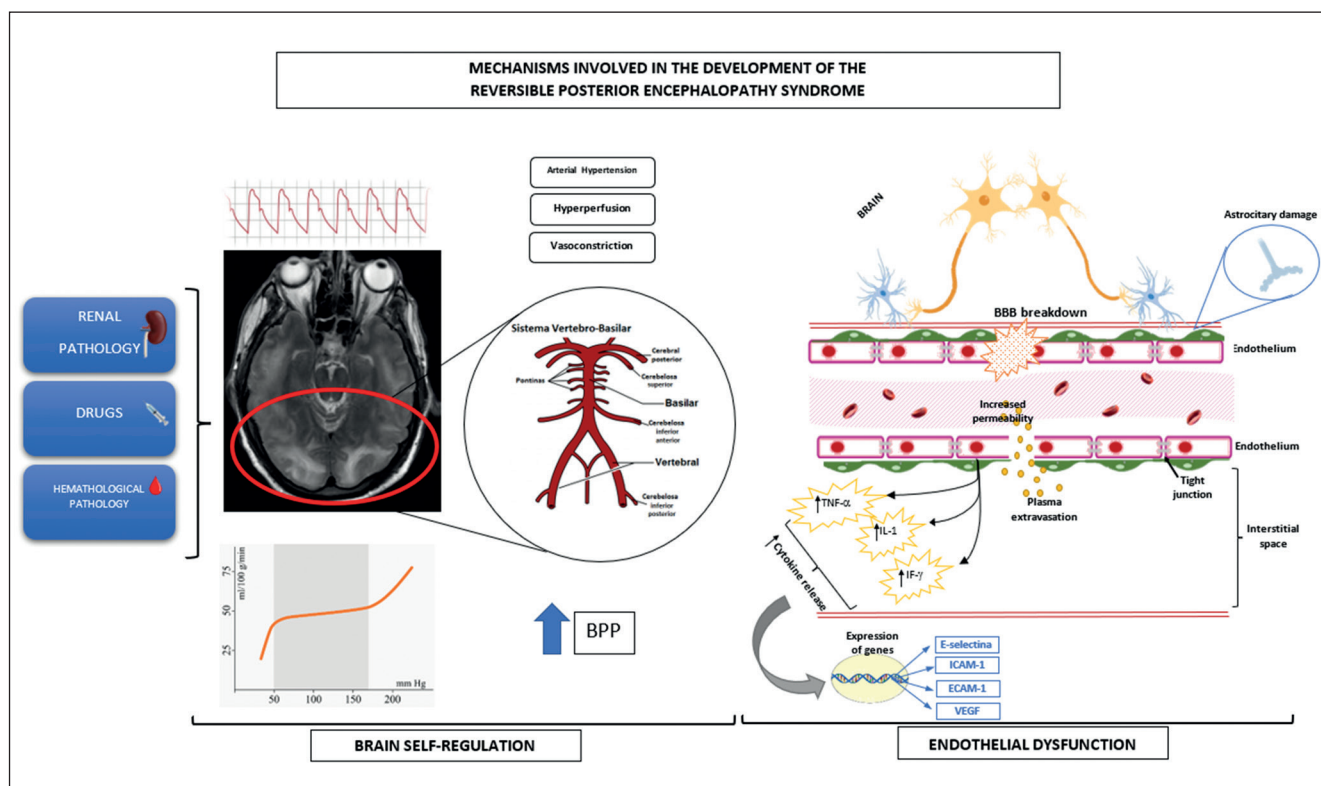 MECHANISMS INVOLVED IN THE DEVELOPMENT OF THE
REVERSIBLE POSTERIOR ENCEPHALOPATHY SYNDROME
RENAL
PATHOLOGY
DRUGS
HEMATHOLOGICAL
PATHOLOGY
Arterial Hypertension
Hyperperfusion
Vasoconstriction
Sistema Vertebro-Basilar
Cerebral
posterior
Pontinas
Cerebelosa
superior
Basilar
Cerebelosa
inferior
anterior
Vertebral
Cerebelosa
inferior
posterior
ml/100 g/min
75
50
25
mm Hg
50
100
150
200
BPP
BRAIN SELF-REGULATION
BRAIN
Astrocitary damage
BBB breakdown
Endothelium
Increased
permeability
Endothelium
Tight
junction
Plasma
extravasation
Interstitial
space
TNF-α
IL-1
IF-γ
Cytokine release
Expression
of genes
E-selectina
ICAM-1
ECAM-1
VEGF
ENDOTHELIAL DYSFUNCTION